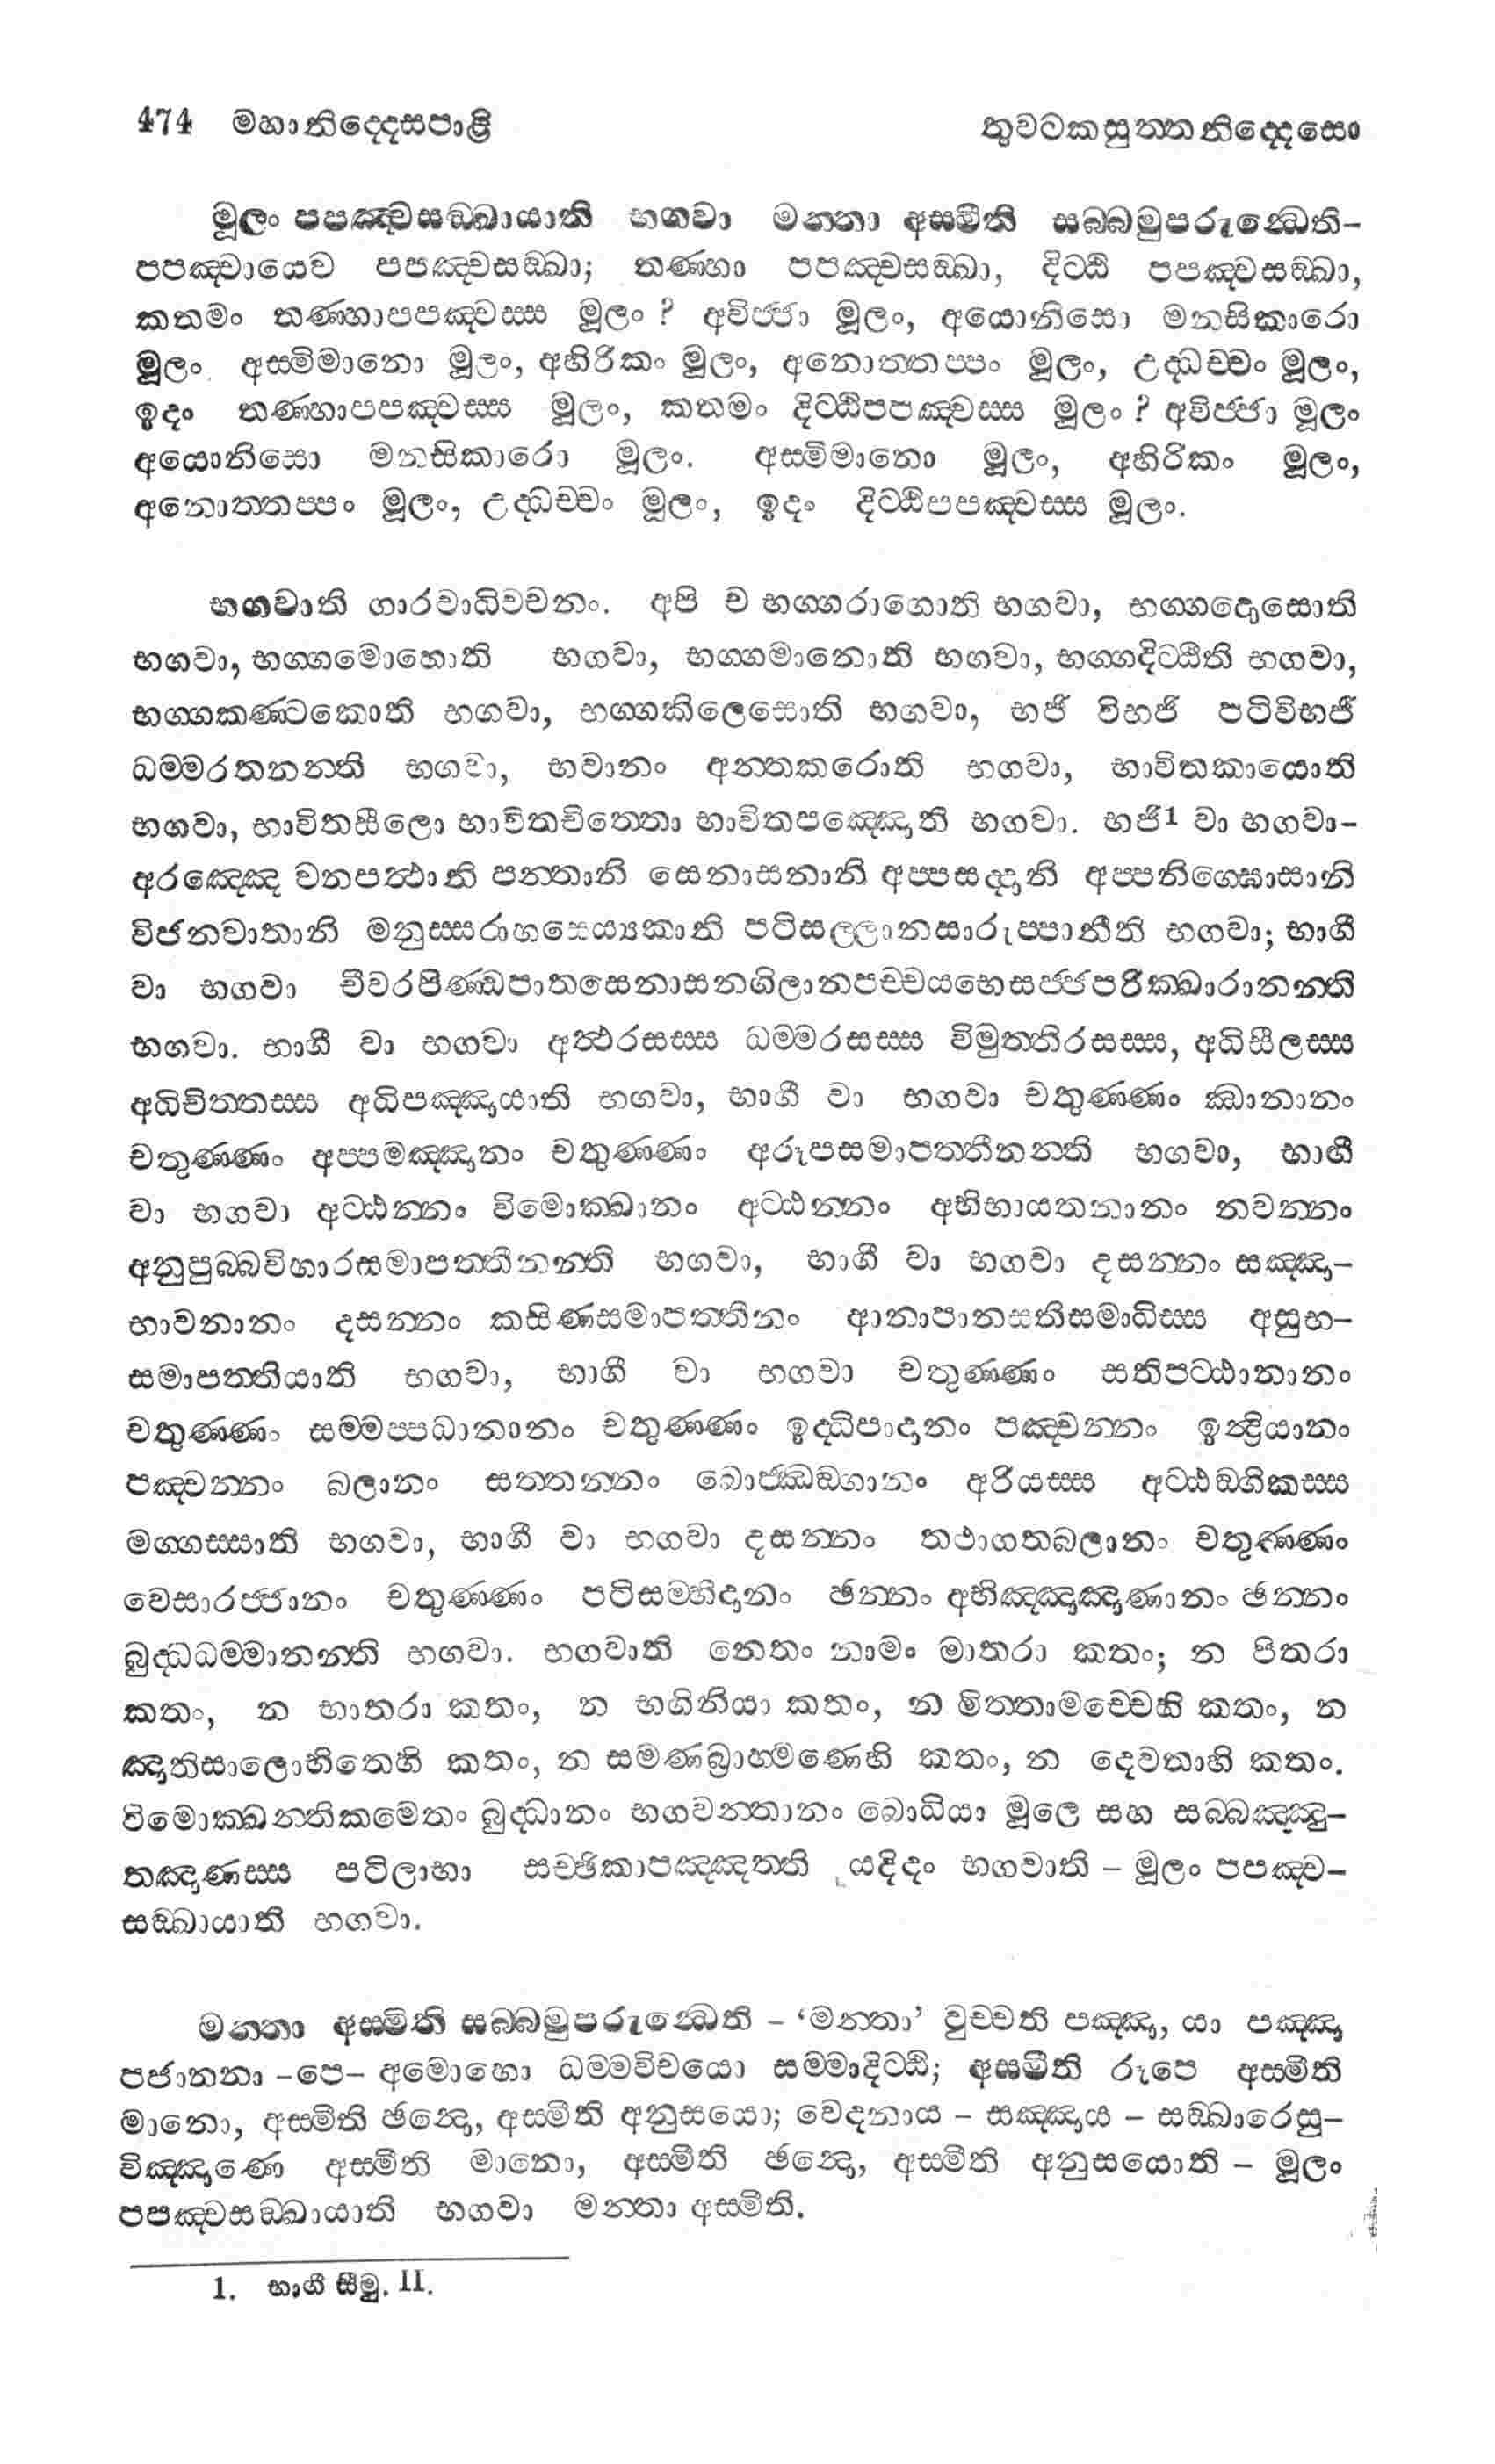 474 මහානිද්දෙසපාළි තුවටකසුත්තනිද්දෙසො
මූලං පපඤ්චසඞ්ඛායාති භගවා මන්තා අස්මීති සබ්බමුපරුන්ධෙති–
පපඤ්චායෙව පපඤ්චසඞ්ඛා; තණ්හා පපඤ්චසඞ්ඛා, දිට්ඨි පපඤ්චසඞ්ඛා,
කතමං තණ්හාපපඤ්චස්ස මූලං ? අවිජ්ජා මූලං, අයොනිසො මනසිකාරො
මූලං. අස්මිමානො මූලං, අහිරිකං මූලං, අනොත්තප්පං මූලං, උද්ධච්චං මූලං,
ඉදං තණ්හාපපඤ්චස්ස මූලං, කතමං දිට්ඨිපපඤ්චස්ස මූලං ? අවිජ්ජා මූලං
අයොනිසො මනසිකාරො මූලං. අස්මිමානො මූලං, අහිරිකං මූලං,
අනොත්තප්පං මූලං, උද්ධච්චං මූලං, ඉදං දිට්ඨිපපඤ්චස්ස මූලං.
භගවාති ගාරවාධිවචනං. අපි ච භග්ගරාගොති භගවා, භග්ගදොසොති
භගවා, භග්ගමොහොති භගවා, භග්ගමානොති භගවා, භග්ගදිට්ඨීති භගවා,
භග්ගකණ්ටකොති භගවා, භග්ගකිලෙසොති භගවා, භජි විභජි පටිවිභජි
ධම්මරතනන්ති භගවා, භවානං අන්තකරොති භගවා, භාවිතකායොති
භගවා, භාවිතසීලො භාවිතචිත්තො භාවිතපඤ්ඤොති භගවා. භජි1 වා භගවා–
අරඤ්ඤෙ වනපත්ථානි පන්තානි සෙනාසනානි අප්පසද්දානි අප්පනිග්ඝොසානි
විජනවාතානි මනුස්සරාහසෙය්‍යකානි පටිසල්ලානසාරුප්පානීති භගවා; භාගී
වා භගවා චීවරපිණ්ඩපාතසෙනාසනගිලානපච්චයභෙසජ්ජපරික්ඛාරානන්ති
භගවා. භාගී වා භගවා අත්ථරසස්ස ධම්මරසස්ස විමුත්තිරසස්ස, අධිසීලස්ස
අධිචිත්තස්ස අධිපඤ්ඤායාති භගවා, භාගී වා භගවා චතුණ්ණං ඣානානං
චතුණ්ණං අප්පමඤ්ඤානං චතුණ්ණං අරූපසමාපත්තීනන්ති භගවා, භාගී
වා භගවා අට්ඨන්නං විමොක්ඛානං අට්ඨන්නං අභිභායතනානං නවන්නං
අනුපුබ්බවිහාරසමාපත්තීනන්ති භගවා, භාගී වා භගවා දසන්නං සඤ්ඤා–
භාවනානං දසන්නං කසිණසමාපත්තීනං ආනාපානසතිසමාධිස්ස අසුභ–
සමාපත්තියාති භගවා, භාගී වා භගවා චතුණ්ණං සතිපට්ඨානානං
චතුණ්ණං සම්මප්පධානානං චතුණ්ණං ඉද්ධිපාදානං පඤ්චන්නං ඉන්ද්‍රියානං
පඤ්චන්නං බලානං සත්තන්නං බොජ්ඣඞ්ගානං අරියස්ස අට්ඨඞ්ගිකස්ස
මග්ගස්සාති භගවා, භාගී වා භගවා දසන්නං තථාගතබලානං චතුණ්ණං
වෙසාරජ්ජානං චතුණ්ණං පටිසම්භිදානං ඡන්නං අභිඤ්ඤාඤාණානං ඡන්නං
බුද්ධධම්මානන්ති භගවා. භගවාති නෙතං නාමං මාතරා කතං; න පිතරා
කතං, න භාතරා කතං, න භගිනියා කතං, න මිත්තාමච්චෙහි කතං, න
ඤාතිසාලොහිතෙහි කතං, න සමණබ්‍රාහ්මණෙහි කතං, න දෙවතාහි කතං.
විමොක්ඛන්තිකමෙතං බුද්ධානං භගවන්තානං බොධියා මූලෙ සහ සබ්බඤ්ඤු–
තඤාණස්ස පටිලාභා සච්ඡිකාපඤ්ඤත්ති යදිදං භගවාති – මූලං පපඤ්ච–
සඞ්ඛායාති භගවා.
මන්තා අස්මීති සබ්බමුපරුන්ධෙති – ‘මන්තා’ වුච්චති පඤ්ඤා, යා පඤ්ඤා
පජානනා –පෙ– අමොහො ධම්මවිචයො සම්මාදිට්ඨි; අස්මීති රූපෙ අස්මීති
මානො, අස්මීති ඡන්දො, අස්මීති අනුසයො; වෙදනාය – සඤ්ඤාය – සඞ්ඛාරෙසු–
විඤ්ඤාණෙ අස්මීති මානො, අස්මීති ඡන්දො, අස්මීති අනුසයොති – මූලං
පපඤ්චසඞ්ඛායාති භගවා මන්තා අස්මීති.
1. භාගී සීමු. II.